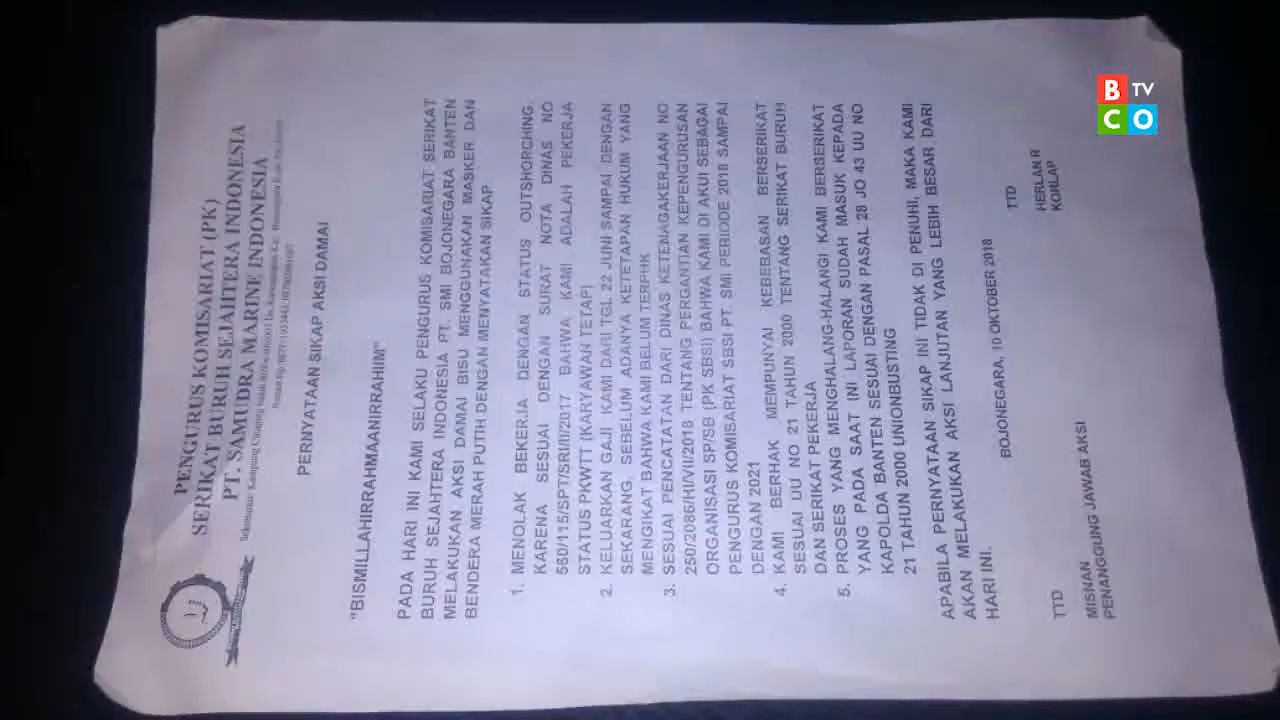 PENGURUS KOMISARIAT (PK)
SERIKAT BURUH SEJAHTERA INDONESIA
PT. SAMUDRA MARINE INDONESIA
PERNYATAAN SIKAP AKSI DAMAI
"BISMILLAHIRRAHMAANIRRAHIIM"
PADA HARI INI KAMI SELAKU PENGURUS KOMISARIAT SERIKAT
BURUH SEJAHTERA INDONESIA PT. SMI BOJONEGARA BANTEN
MELAKUKAN AKSI DAMAI BISU MENGGUNAKAN MASKER DAN
BENDERA MERAH PUTIH DENGAN MENYATAKAN SIKAP
1. MENOLAK BEKERJA DENGAN STATUS OUTSHORCHING,
KARENA SESUAI DENGAN SURAT NOTA DINAS NO
560/115/SPT/SRI/II/2017 BAHWA KAMI ADALAH PEKERJA
STATUS PKWTT (KARYAWAN TETAP)
2. KELUARKAN GAJI KAMI DARI TGL 22 JUNI SAMPAI DENGAN
SEKARANG, SEBELUM ADANYA KETETAPAN HUKUM YANG
MENGIKAT BAHWA KAMI BELUM TERPHK
3. SESUAI PENCATATAN DARI DINAS KETENAGAKERJAAN NO
250/2086/HI/VII/2018 TENTANG PERGANTIAN KEPENGURUSAN
ORGANISASI SP/SB (PK SBSI) BAHWA KAMI DI AKUI SEBAGAI
PENGURUS KOMISARIAT SBSI PT. SMI PERIODE 2018 SAMPAI
DENGAN 2021
4. KAMI BERHAK MEMPUNYAI KEBEBASAN BERSERIKAT
SESUAI UU NO 21 TAHUN 2000 TENTANG SERIKAT BURUH
DAN SERIKAT PEKERJA
5. PROSES YANG MENGHALANG-HALANGI KAMI BERSERIKAT
YANG PADA SAAT INI LAPORAN SUDAH MASUK KEPADA
KAPOLDA BANTEN SESUAI DENGAN PASAL 28 JO 43 UU NO
21 TAHUN 2000 UNIONBUSTING
APABILA PERNYATAAN SIKAP INI TIDAK DI PENUHI, MAKA KAMI
AKAN MELAKUKAN AKSI LANJUTAN YANG LEBIH BESAR DARI
HARI INI.
BOJONEGARA, 10 OKTOBER 2018
TTD
TTD
MISNAN
HERLAN R
PENANGGUNG JAWAB AKSI
KORLAP
B TV
CO